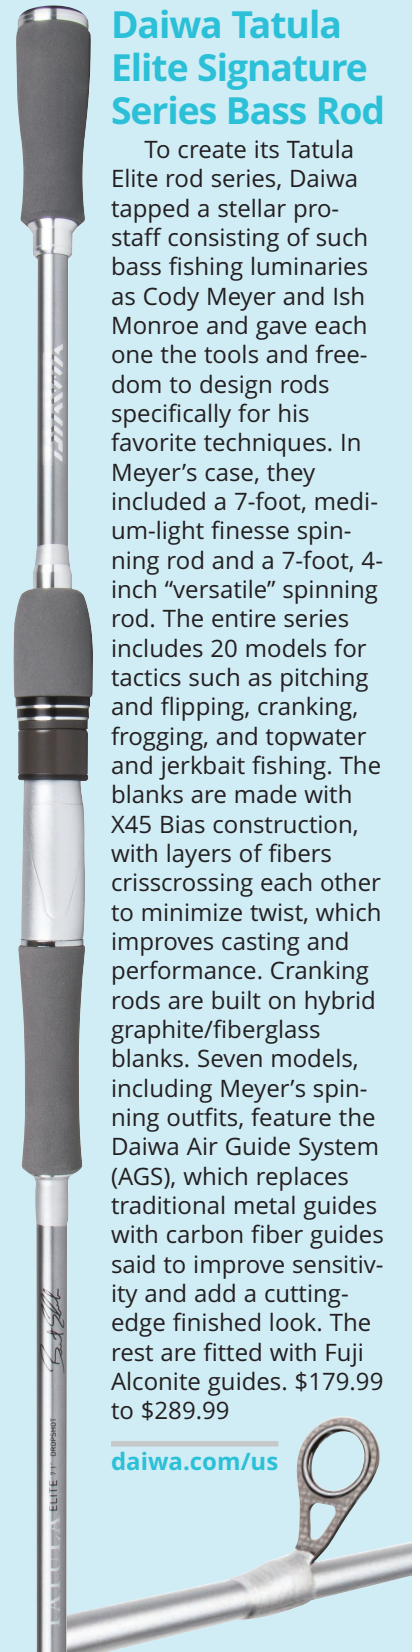 Daiwa Tatula
Elite Signature
Series Bass Rod
To create its Tatula
Elite rod series, Daiwa
tapped a stellar pro-
staff consisting of such
bass fishing luminaries
as Cody Meyer and Ish
Monroe and gave each
one the tools and free-
dom to design rods
specifically for his
favorite techniques. In
Meyer’s case, they
included a 7-foot, medi-
um-light finesse spin-
ning rod and a 7-foot, 4-
inch “versatile” spinning
rod. The entire series
includes 20 models for
tactics such as pitching
and flipping, cranking,
frogging, and topwater
and jerkbait fishing. The
blanks are made with
X45 Bias construction,
with layers of fibers
crisscrossing each other
to minimize twist, which
improves casting and
performance. Cranking
rods are built on hybrid
graphite/fiberglass
blanks. Seven models,
including Meyer’s spin-
ning outfits, feature the
Daiwa Air Guide System
(AGS), which replaces
traditional metal guides
with carbon fiber guides
said to improve sensitiv-
ity and add a cutting-
edge finished look. The
rest are fitted with Fuji
Alconite guides. $179.99
to $289.99
daiwa.com/us
DAIWA
TATULA ELITE 7'1" DROPSHOT